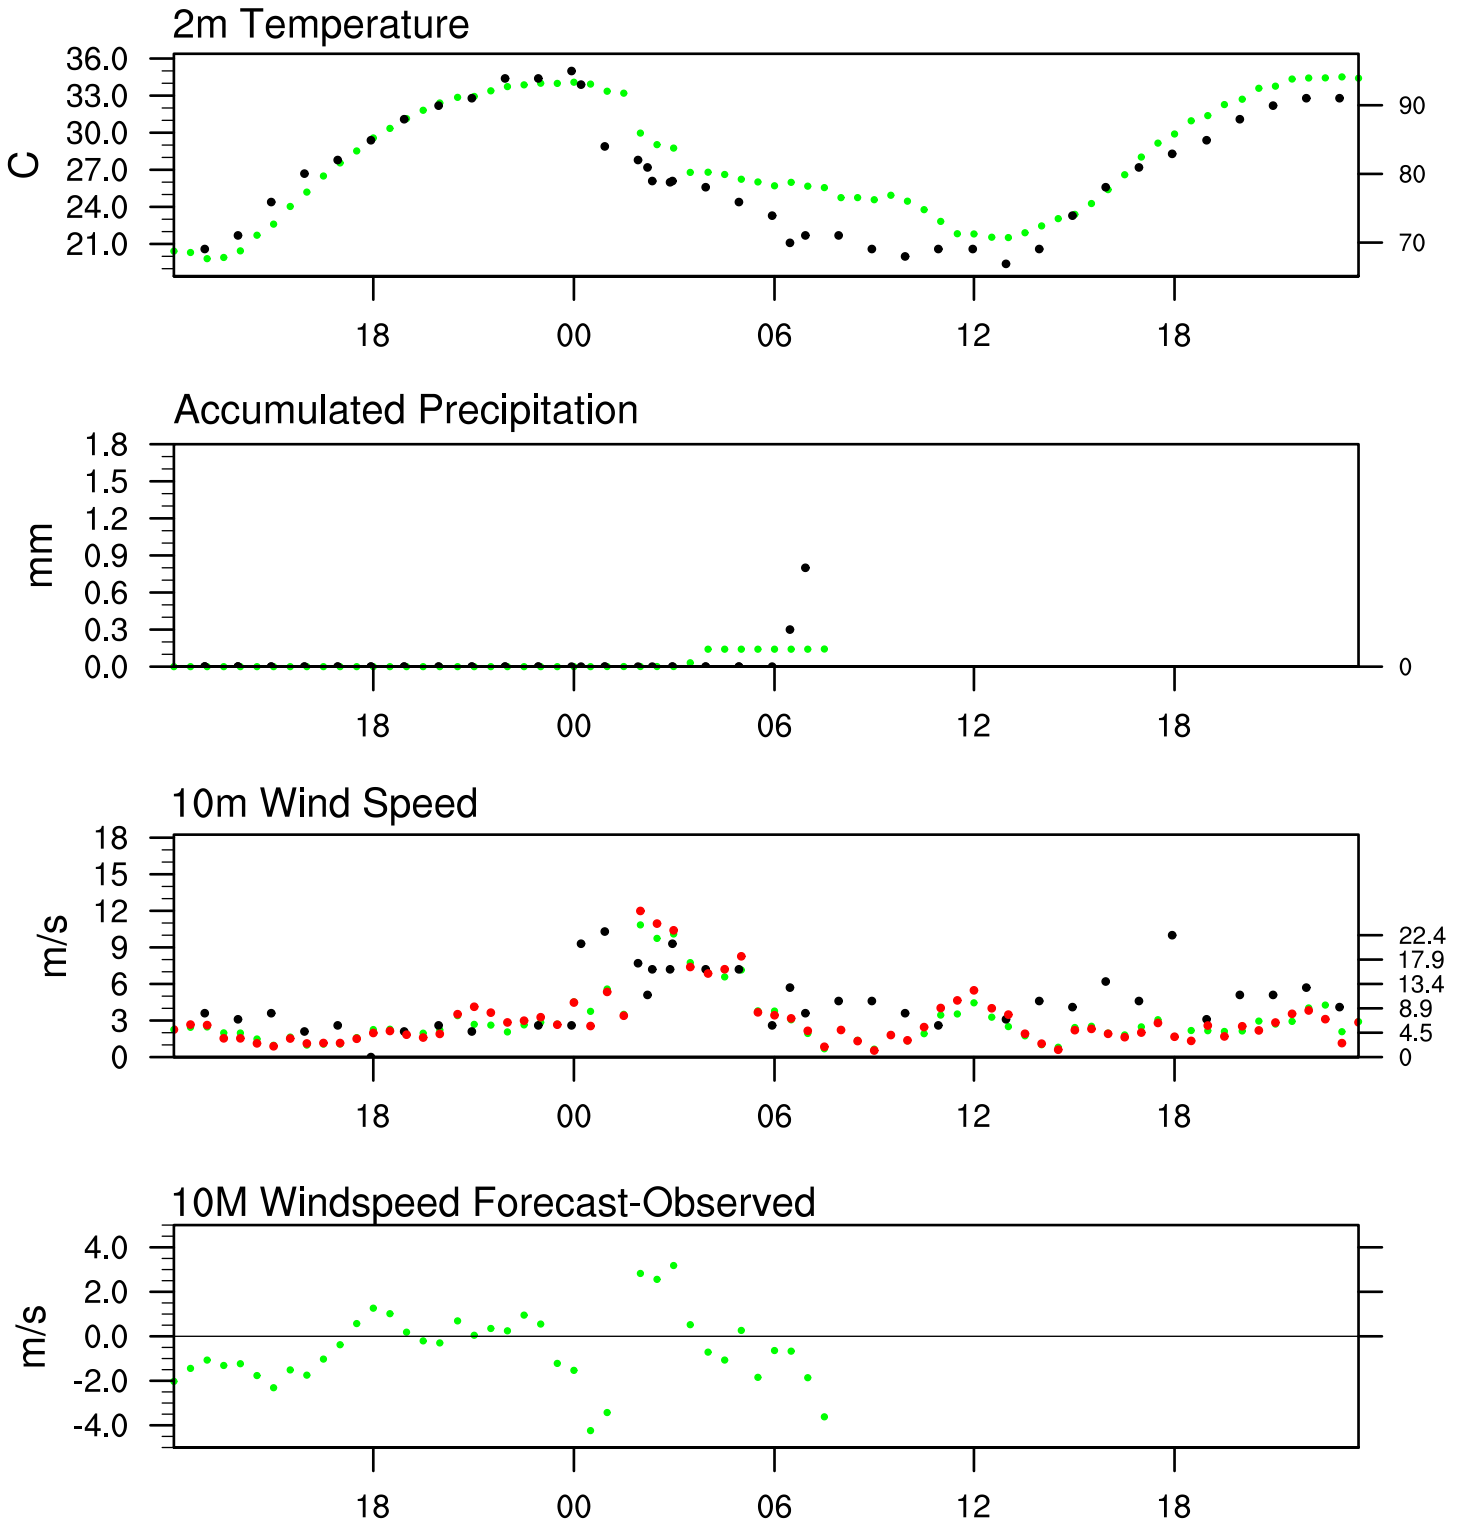 2m Temperature
36.0
33.0
30.0
27.0
24.0
21.0
C
90
80
70
18 00 06 12 18
Accumulated Precipitation
1.8
1.5
1.2
0.9
0.6
0.3
0.0
mm
0
18 00 06 12 18
10m Wind Speed
18
15
12
9
6
3
0
m/s
22.4
17.9
13.4
8.9
4.5
0
18 00 06 12 18
10M Windspeed Forecast-Observed
4.0
2.0
0.0
-2.0
-4.0
m/s
18 00 06 12 18